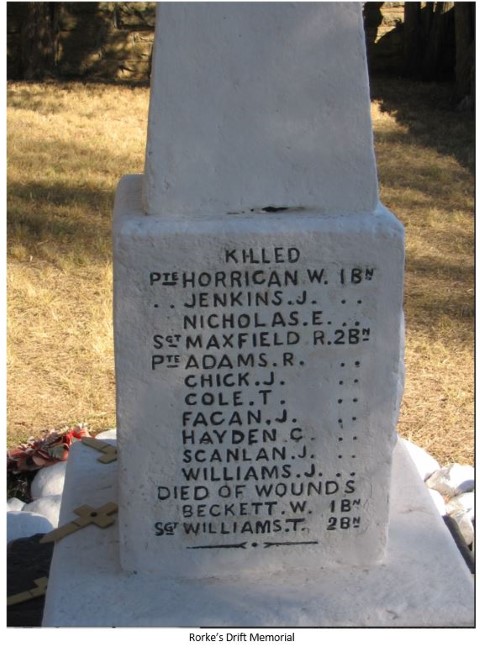 KILLED
PTE HORRIGAN W. 1BN
. . JENKINS. J. . .
NICHOLAS. E. . .
SGT MAXFIELD R. 2BN
PTE ADAMS. R. . .
CHICK. J. . .
COLE. T. . .
FAGAN. J. . .
HAYDEN G. . .
SCANLAN. J. . .
WILLIAMS. J. . .
DIED OF WOUNDS
BECKETT. W. 1BN
SGT WILLIAMS. T. 2BN
Rorke's Drift Memorial